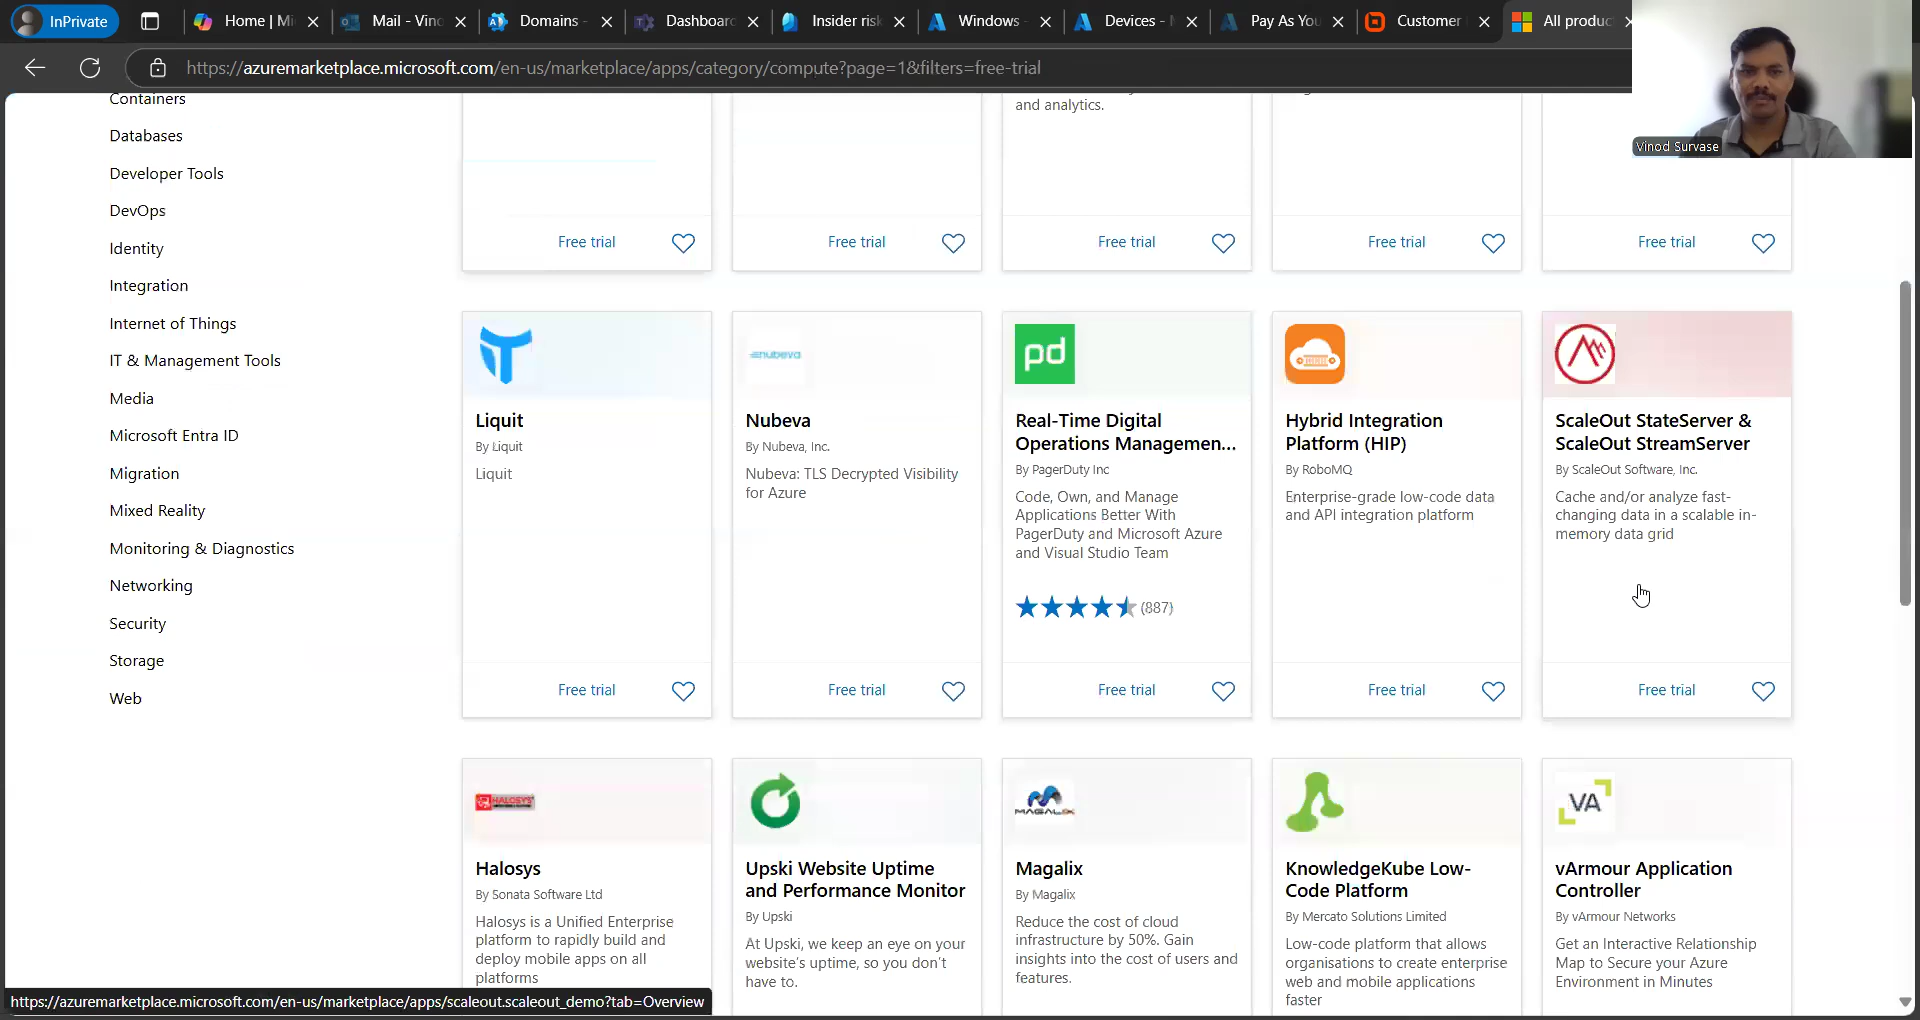 InPrivate
Home | Mi
Mail - Vino
Domains -
Dashboard
Insider risk
Windows -
Devices - M
Pay As You
Customer
All produc
https://azuremarketplace.microsoft.com/en-us/marketplace/apps/category/compute?page=1&filters=free-trial
Vinod Survase
Containers
Databases
Developer Tools
DevOps
Identity
Integration
Internet of Things
IT & Management Tools
Media
Microsoft Entra ID
Migration
Mixed Reality
Monitoring & Diagnostics
Networking
Security
Storage
Web
and analytics.
Free trial
Free trial
Free trial
Free trial
Free trial
Liquit
By Liquit
Liquit
Free trial
nubeva
Nubeva
By Nubeva, Inc.
Nubeva: TLS Decrypted Visibility
for Azure
Free trial
pd
Real-Time Digital
Operations Managemen...
By PagerDuty Inc
Code, Own, and Manage
Applications Better With
PagerDuty and Microsoft Azure
and Visual Studio Team
(887)
Free trial
Hybrid Integration
Platform (HIP)
By RoboMQ
Enterprise-grade low-code data
and API integration platform
Free trial
ScaleOut StateServer &
ScaleOut StreamServer
By ScaleOut Software, Inc.
Cache and/or analyze fast-
changing data in a scalable in-
memory data grid
Free trial
HALOSYS
Halosys
By Sonata Software Ltd
Halosys is a Unified Enterprise
platform to rapidly build and
deploy mobile apps on all
platforms
Upski Website Uptime
and Performance Monitor
By Upski
At Upski, we keep an eye on your
website's uptime, so you don't
have to.
MAGALIX
Magalix
By Magalix
Reduce the cost of cloud
infrastructure by 50%. Gain
insights into the cost of users and
features.
KnowledgeKube Low-
Code Platform
By Mercato Solutions Limited
Low-code platform that allows
organisations to create enterprise
web and mobile applications
faster
VA
vArmour Application
Controller
By vArmour Networks
Get an Interactive Relationship
Map to Secure your Azure
Environment in Minutes
https://azuremarketplace.microsoft.com/en-us/marketplace/apps/scaleout.scaleout_demo?tab=Overview